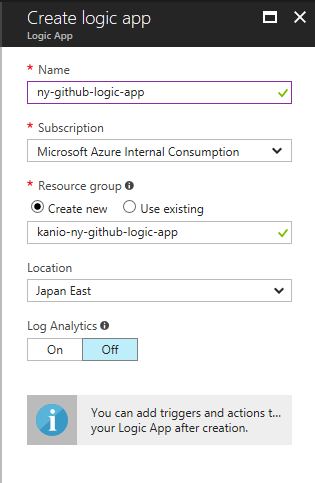 Create logic app
Logic App
* Name
ny-github-logic-app
* Subscription
Microsoft Azure Internal Consumption
* Resource group
Create new Use existing
kanio-ny-github-logic-app
Location
Japan East
Log Analytics
On Off
You can add triggers and actions t...
your Logic App after creation.